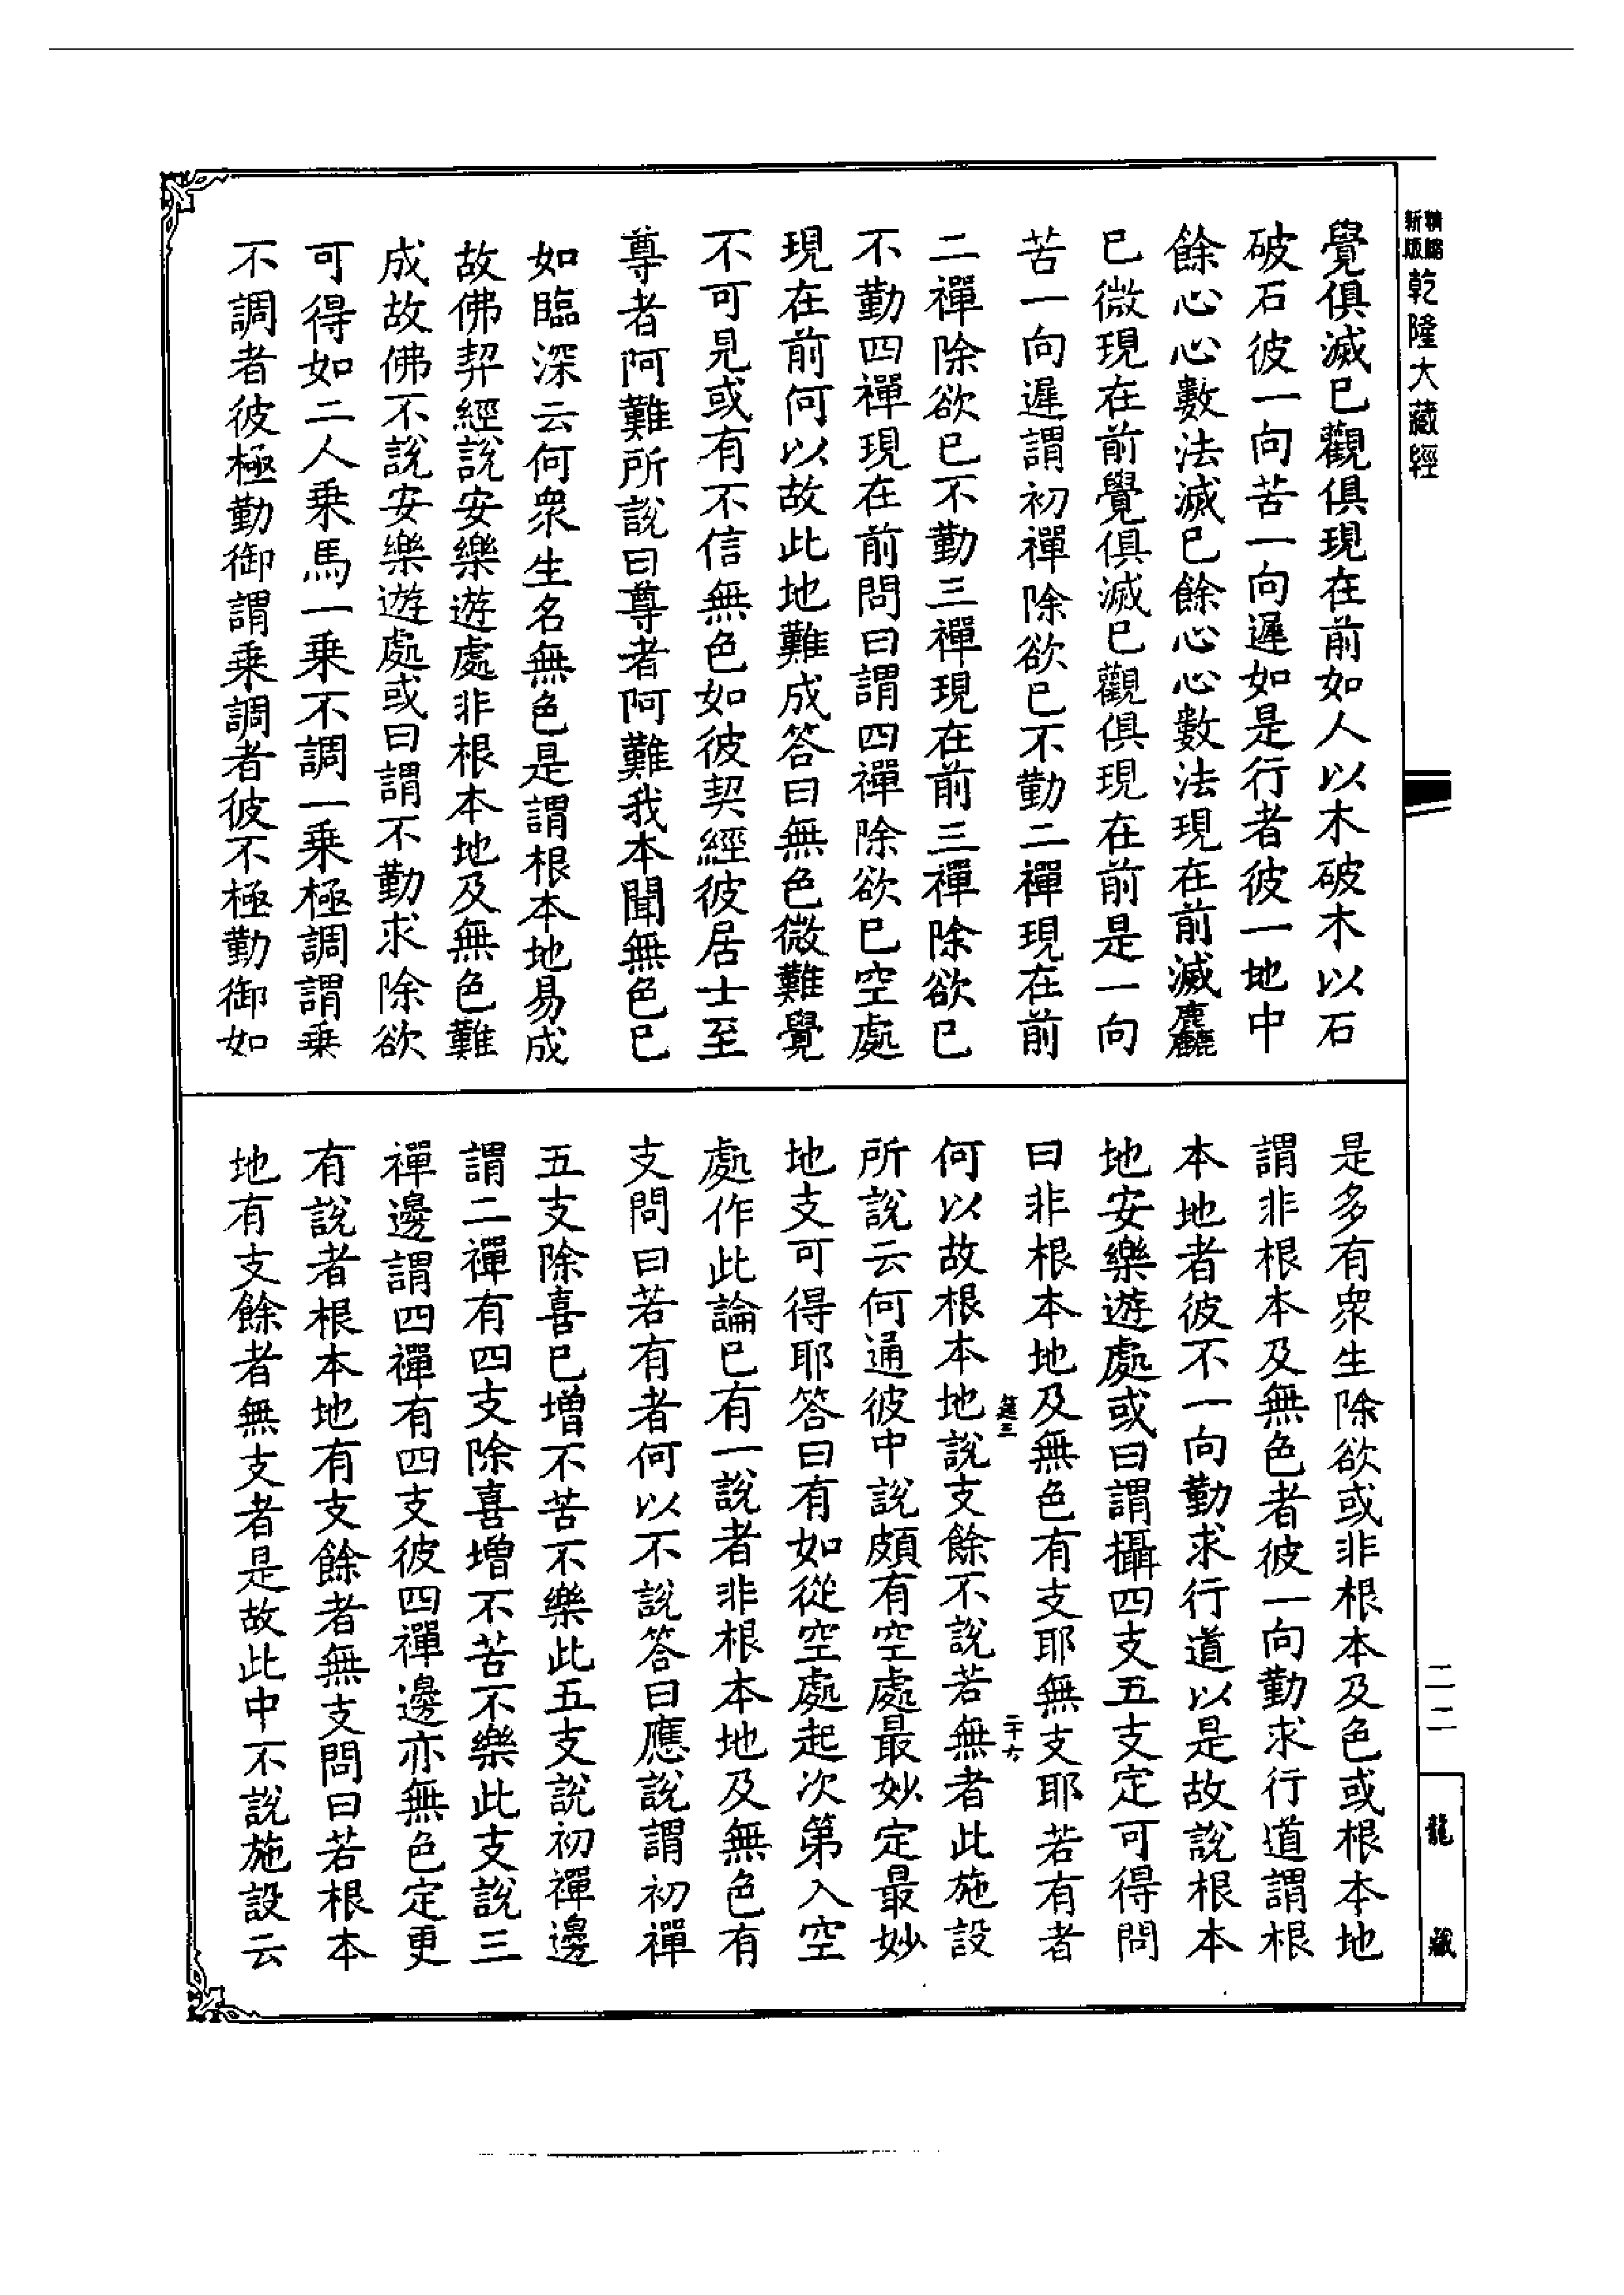 新版精縮
乾隆大藏經
覺俱滅已觀俱現在前如人以木破木以石
破石彼一向苦一向遲如是行者彼一地中
餘心心數法滅已餘心心數法現在前滅麤
已微現在前覺俱滅已觀俱現在前是一向
苦一向遲謂初禪除欲已不勤二禪現在前
二禪除欲已不勤三禪現在前三禪除欲已
不勤四禪現在前問曰謂四禪除欲已空處
現在前何以故此地難成答曰無色微難覺
不可見或有不信無色如彼契經彼居士至
尊者阿難所說曰尊者阿難我本聞無色已
如臨深云何衆生名無色是謂根本地易成
故佛契經說安樂遊處非根本地及無色難
成故佛不說安樂遊處或曰謂不勤求除欲
可得如二人乘馬一乘不調一乘極調謂乘
不調者彼極勤御謂乘調者彼不極勤御如
是多有衆生除欲或非根本及色或根本地
謂非根本及無色者彼一向勤求行道謂根
本地者彼不一向勤求行道以是故說根本
地安樂遊處或曰謂攝四支五支定可得問
曰非根本地及無色有支耶無支耶若有者
何以故根本地說支餘不說若無者此施設
所說云何通彼中說頗有空處最妙定最妙
地支可得耶答曰有如從空處起次第入空
處作此論已有一說者非根本地及無色有
支問曰若有者何以不說答曰應說謂初禪
五支除喜已增不苦不樂此五支說初禪邊
謂二禪有四支除喜增不苦不樂此支說三
禪邊謂四禪有四支彼四禪邊亦無色定更
有說者根本地有支餘者無支問曰若根本
地有支餘者無支者是故此中不說施設云
二十六
二二
龍藏